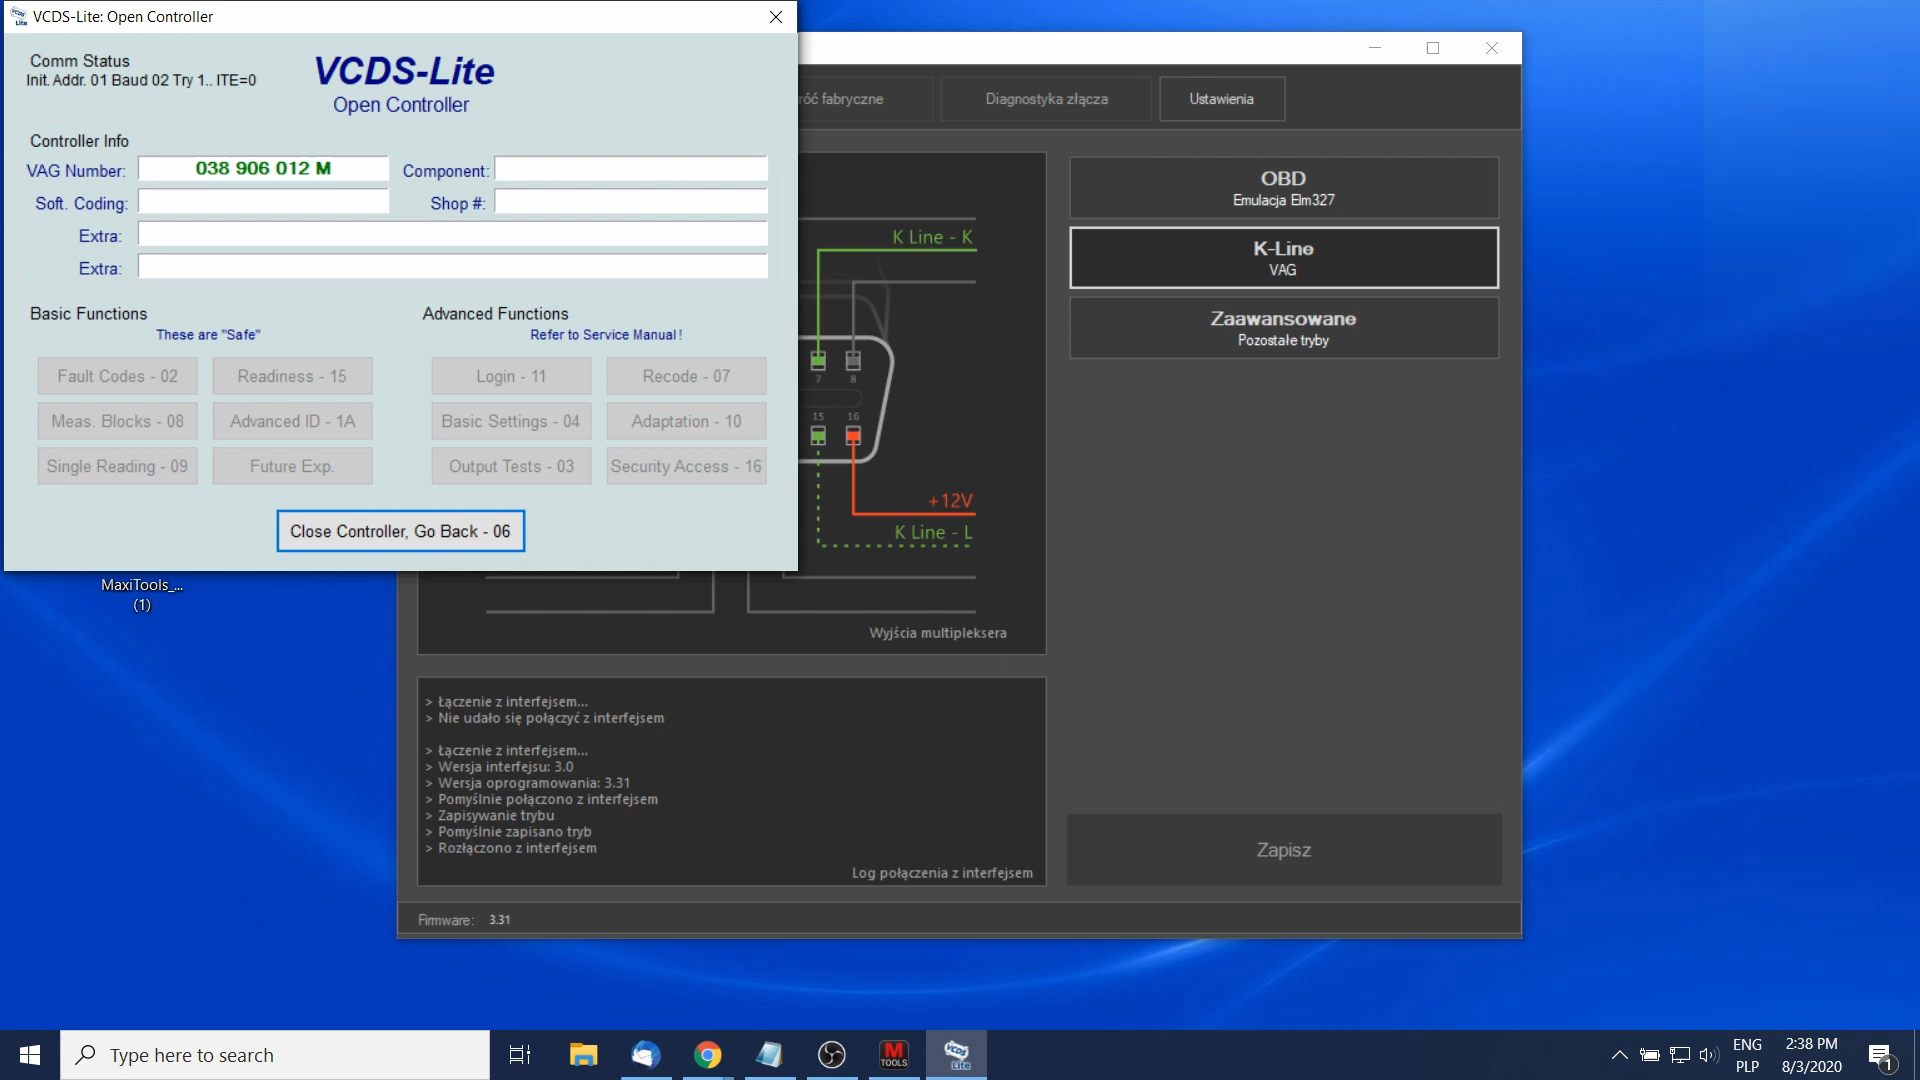 VCDS-Lite: Open Controller
Comm Status
Init. Addr. 01 Baud 02 Try 1.. ITE=0
VCDS-Lite
Open Controller
Controller Info
VAG Number: 038 906 012 M
Component:
Soft. Coding:
Shop #:
Extra:
Extra:
Basic Functions
These are "Safe"
Fault Codes - 02
Readiness - 15
Meas. Blocks - 08
Advanced ID - 1A
Single Reading - 09
Future Exp.
Advanced Functions
Refer to Service Manual !
Login - 11
Recode - 07
Basic Settings - 04
Adaptation - 10
Output Tests - 03
Security Access - 16
Close Controller, Go Back - 06
MaxiTools_...
(1)
róć fabryczne
Diagnostyka złącza
Ustawienia
K Line - K
7
8
15
16
+12V
K Line - L
Wyjścia multipleksera
OBD
Emulacja Elm327
K-Line
VAG
Zaawansowane
Pozostałe tryby
> Łączenie z interfejsem...
> Nie udało się połączyć z interfejsem
> Łączenie z interfejsem...
> Wersja interfejsu: 3.0
> Wersja oprogramowania: 3.31
> Pomyślnie połączono z interfejsem
> Zapisywanie trybu
> Pomyślnie zapisano tryb
> Rozłączono z interfejsem
Log połączenia z interfejsem
Zapisz
Firmware: 3.31
Type here to search
M
TOOLS
VCDS
Lite
ENG
PLP
2:38 PM
8/3/2020
1